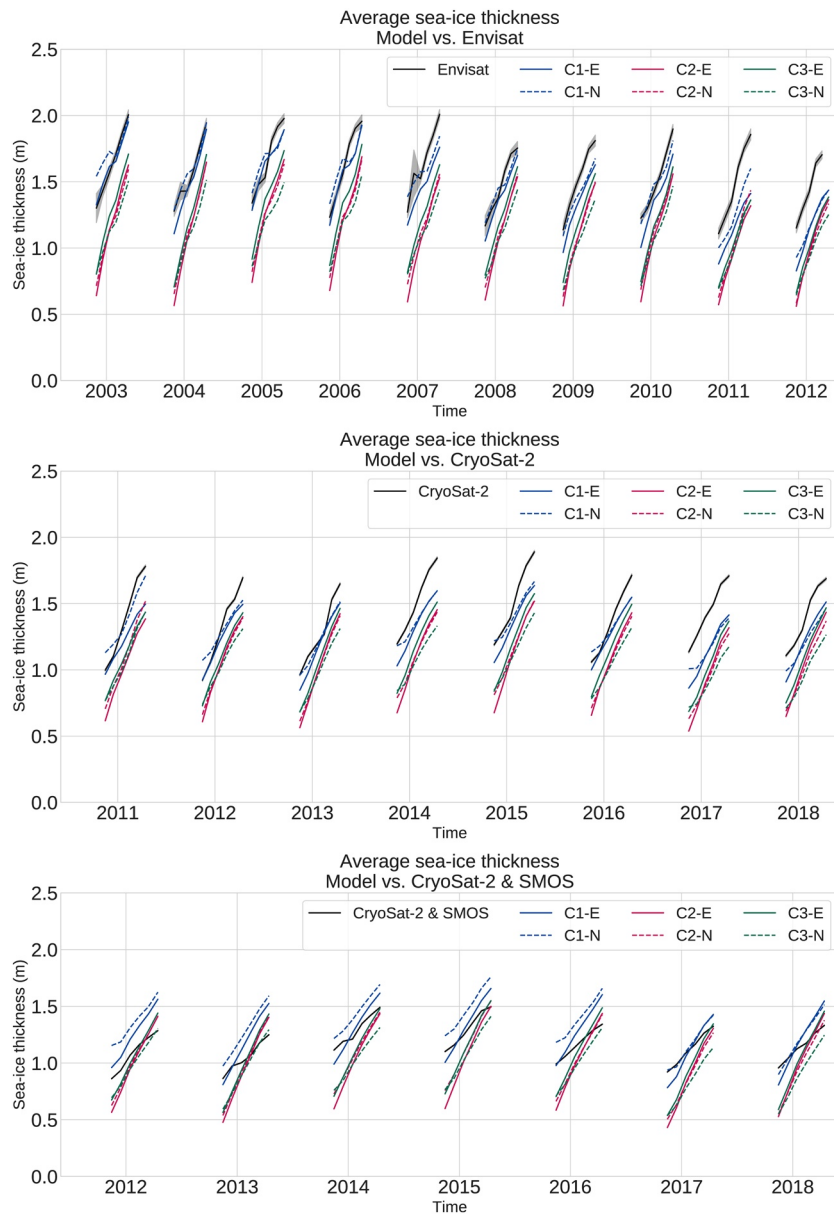 Average sea-ice thickness
Model vs. Envisat
Envisat C1-E C2-E C3-E
C1-N C2-N C3-N
Sea-ice thickness (m)
2.5
2.0
1.5
1.0
0.5
0.0
2003 2004 2005 2006 2007 2008 2009 2010 2011 2012
Time
Average sea-ice thickness
Model vs. CryoSat-2
CryoSat-2 C1-E C2-E C3-E
C1-N C2-N C3-N
Sea-ice thickness (m)
2.5
2.0
1.5
1.0
0.5
0.0
2011 2012 2013 2014 2015 2016 2017 2018
Time
Average sea-ice thickness
Model vs. CryoSat-2 & SMOS
CryoSat-2 & SMOS C1-E C2-E C3-E
C1-N C2-N C3-N
Sea-ice thickness (m)
2.5
2.0
1.5
1.0
0.5
0.0
2012 2013 2014 2015 2016 2017 2018
Time